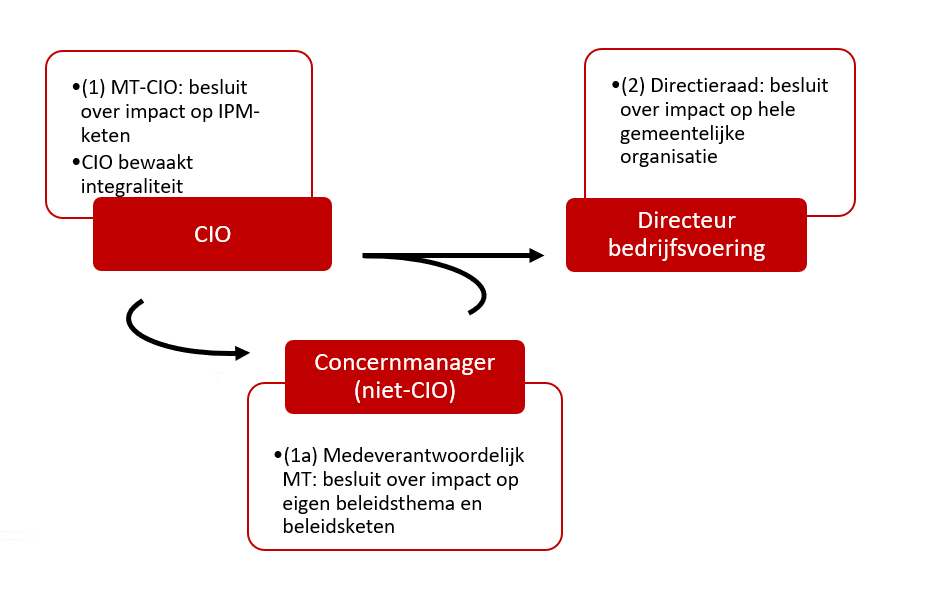 •(1) MT-CIO: besluit
over impact op IPM-
keten
•CIO bewaakt
integraliteit
CIO
•(2) Directieraad: besluit
over impact op hele
gemeentelijke
organisatie
Directeur
bedrijfsvoering
Concernmanager
(niet-CIO)
•(1a) Medeverantwoordelijk
MT: besluit over impact op
eigen beleidsthema en
beleidsketen